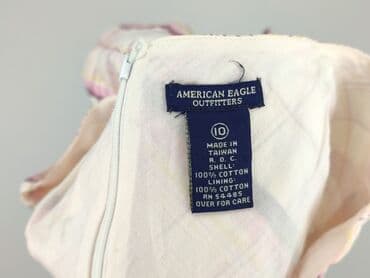 AMERICAN EAGLE
OUTFITTERS
10
MADE IN
TAIWAN
R.O.C.
SHELL:
100% COTTON
LINING:
100% COTTON
RN 54485
OVER FOR CARE